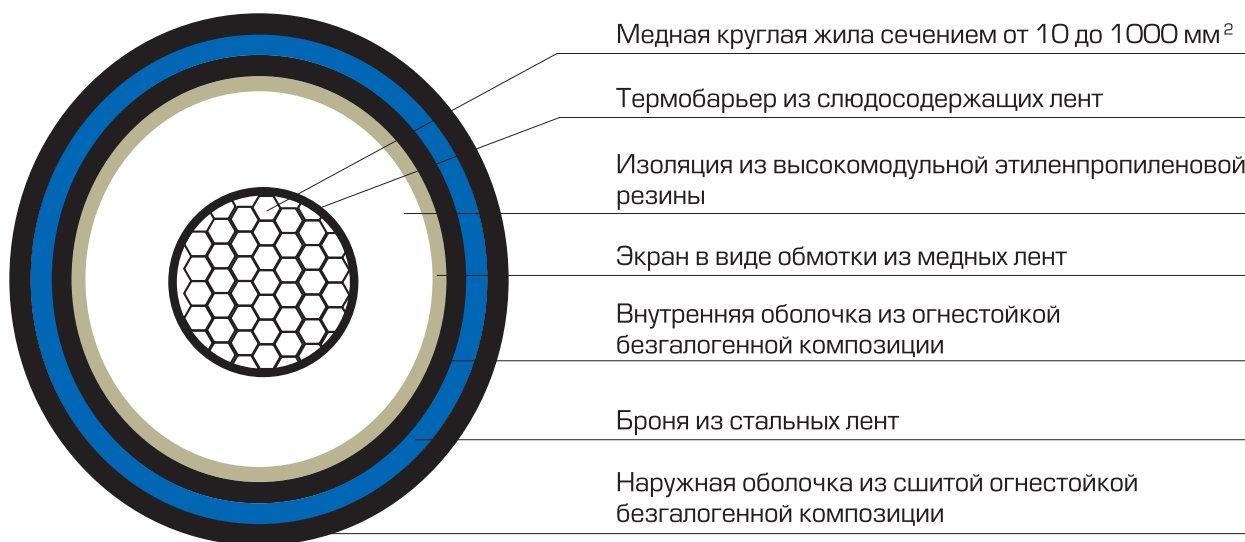 Медная круглая жила сечением от 10 до 1000 мм²
Термобарьер из слюдосодержащих лент
Изоляция из высокомодульной этиленпропиленовой
резины
Экран в виде обмотки из медных лент
Внутренняя оболочка из огнестойкой
безгалогенной композиции
Броня из стальных лент
Наружная оболочка из сшитой огнестойкой
безгалогенной композиции